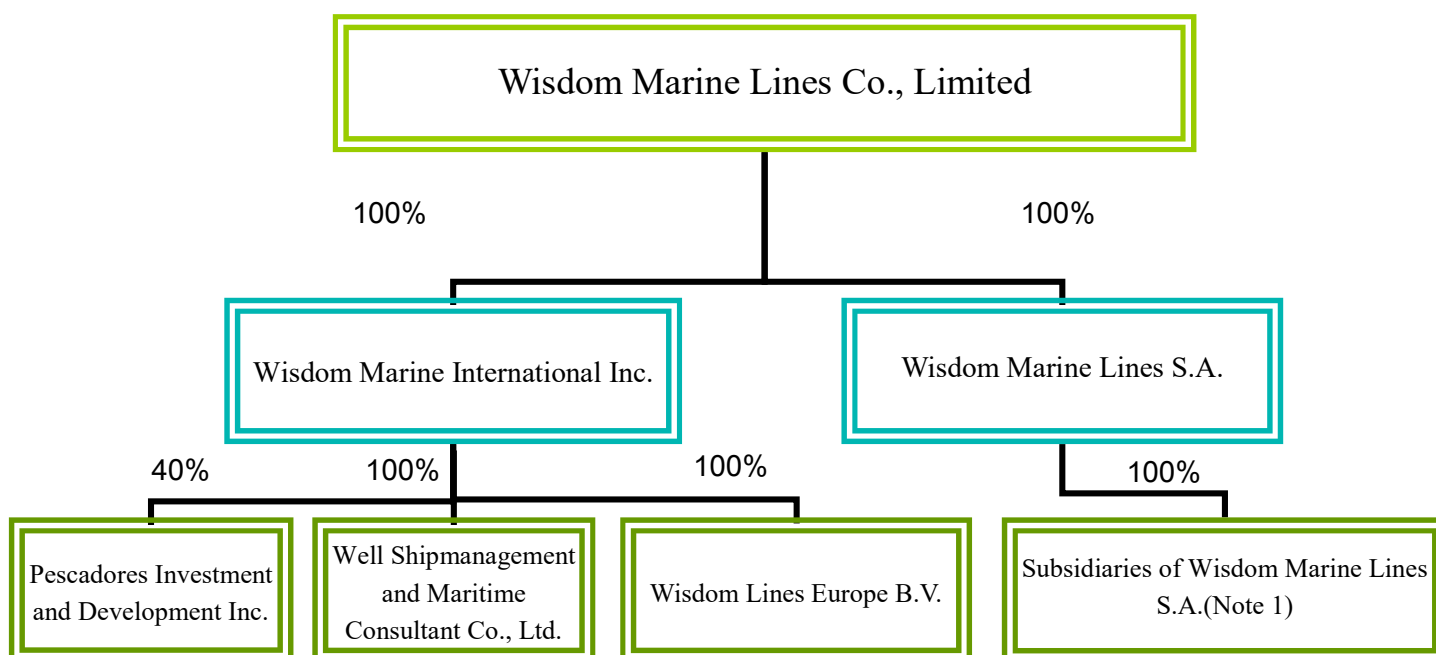 Wisdom Marine Lines Co., Limited
100%
100%
Wisdom Marine International Inc.
Wisdom Marine Lines S.A.
40%
100%
100%
100%
Pescadores Investment
and Development Inc.
Well Shipmanagement
and Maritime
Consultant Co., Ltd.
Wisdom Lines Europe B.V.
Subsidiaries of Wisdom Marine Lines
S.A.(Note 1)